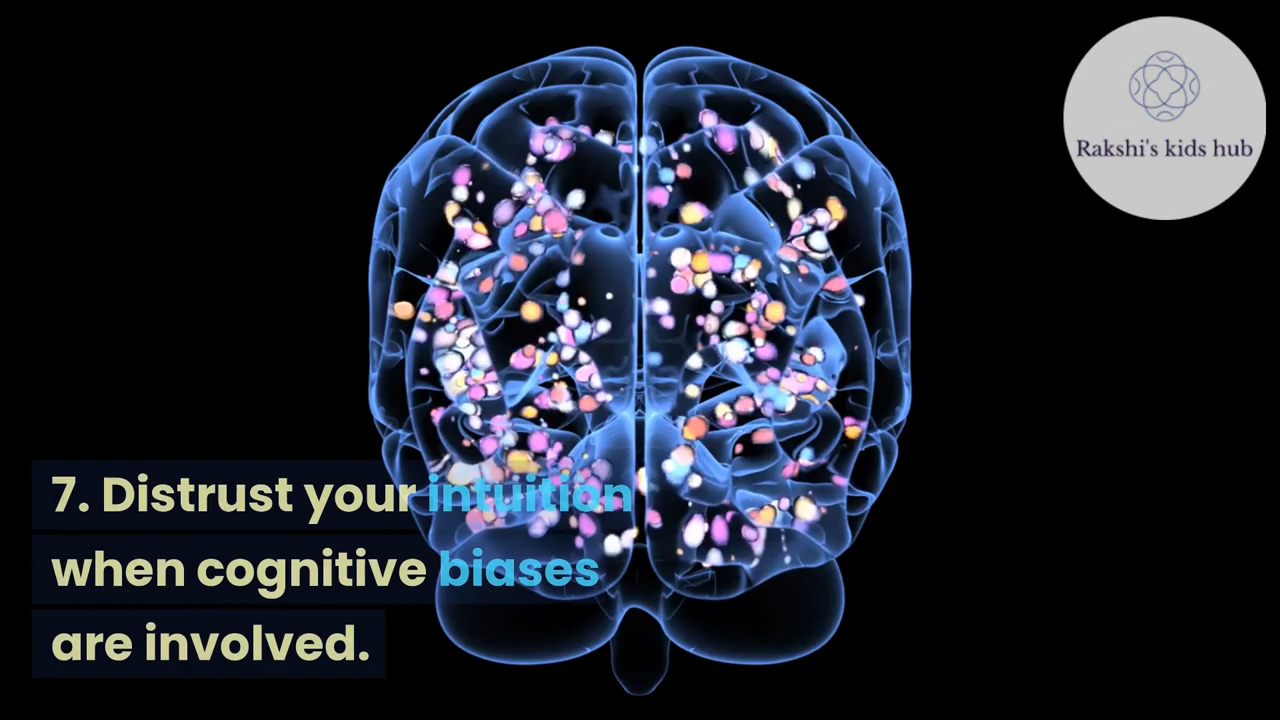 Rakshi's kids hub
7. Distrust your intuition
when cognitive biases
are involved.